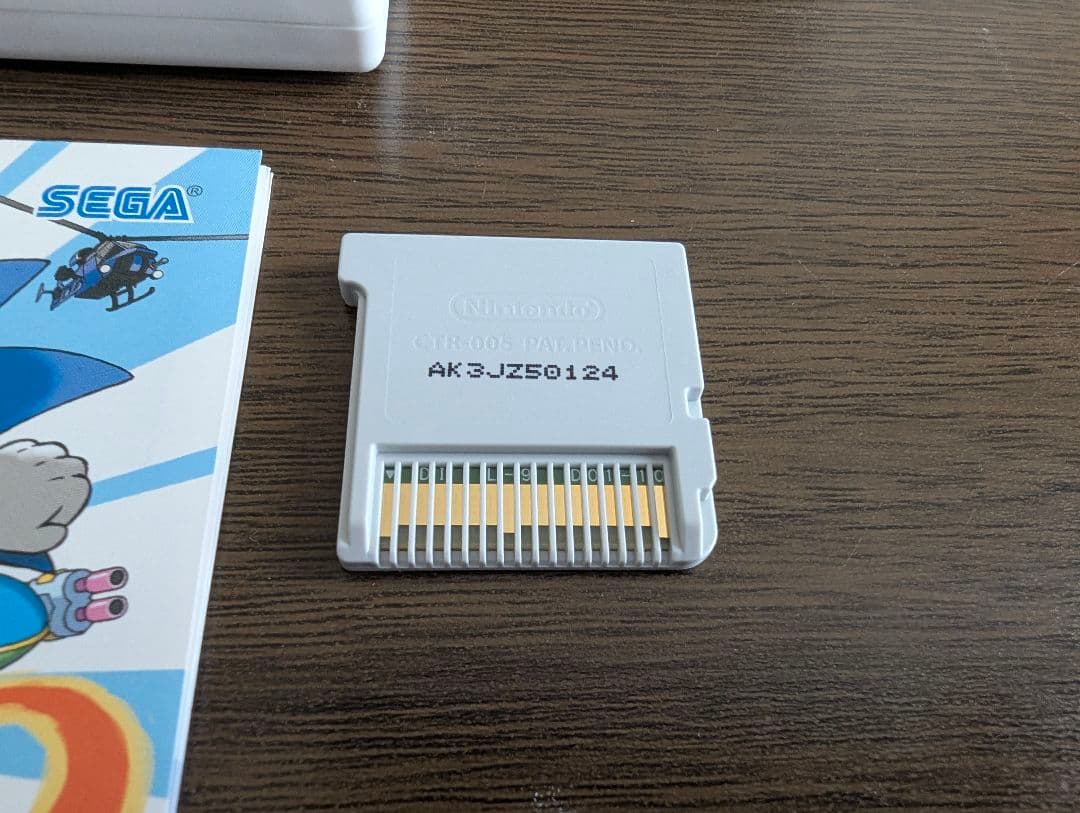 SEGA®
Nintendo®
CTR-005 PAT.PEND.
AK3JZ50124